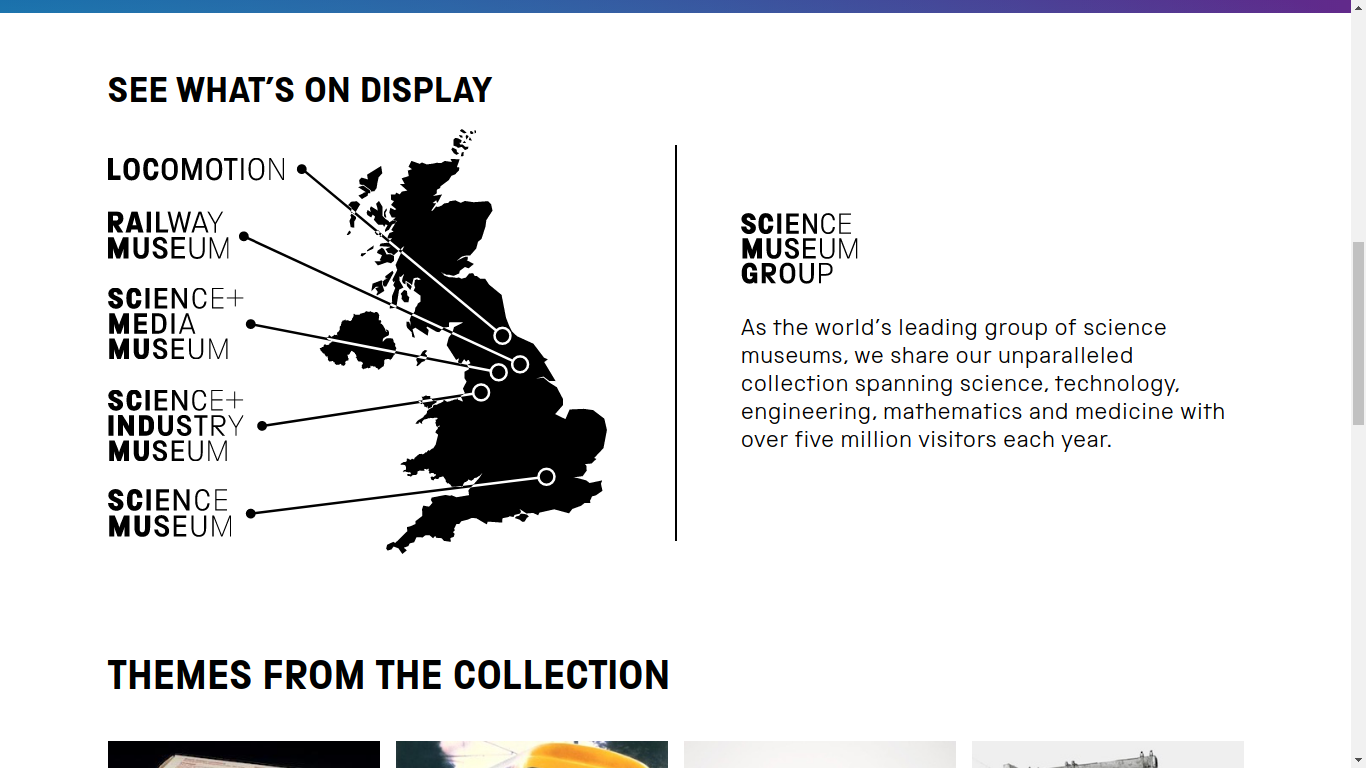 SEE WHAT’S ON DISPLAY
LOCOMOTION
RAILWAY
MUSEUM
SCIENCE+
MEDIA
MUSEUM
SCIENCE+
INDUSTRY
MUSEUM
SCIENCE
MUSEUM
SCIENCE
MUSEUM
GROUP
As the world’s leading group of science
museums, we share our unparalleled
collection spanning science, technology,
engineering, mathematics and medicine with
over five million visitors each year.
THEMES FROM THE COLLECTION